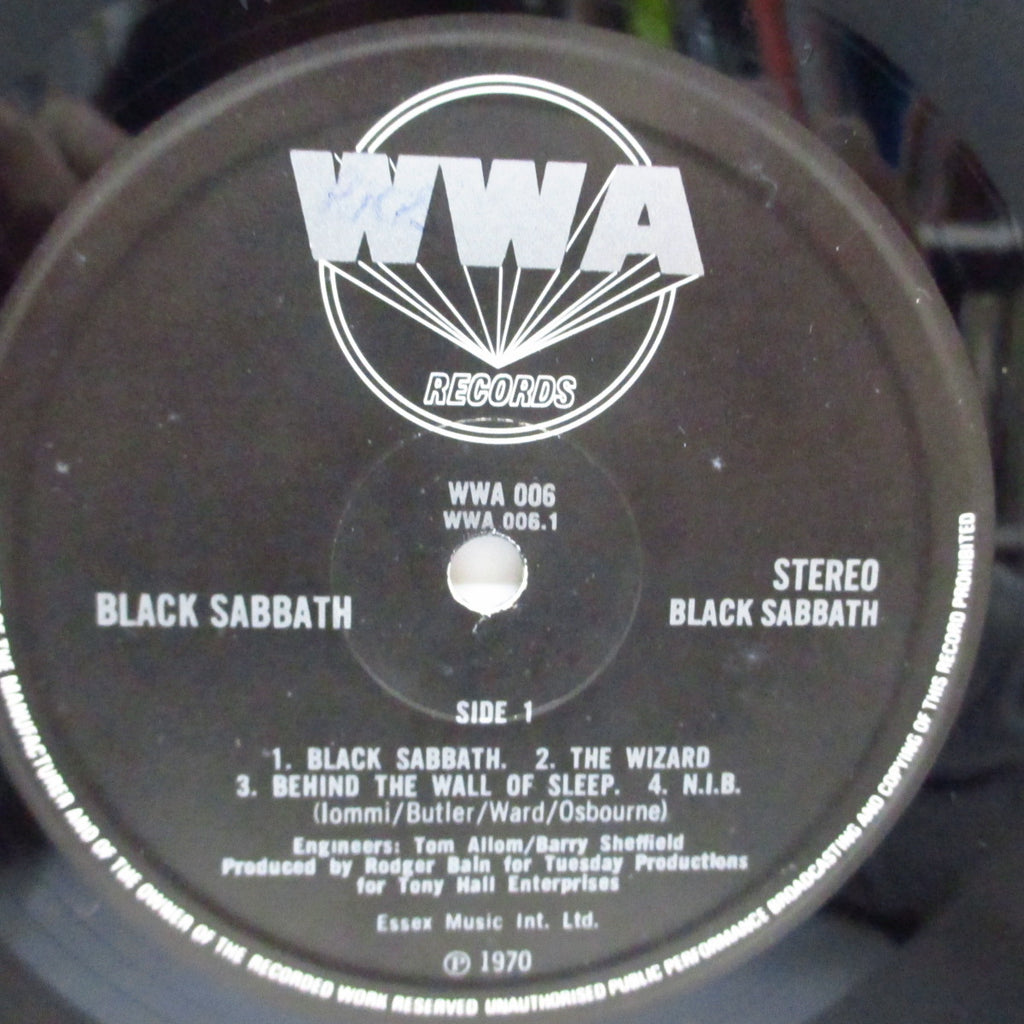 WWA
RECORDS
WWA 006
WWA 006.1
STEREO
BLACK SABBATH
BLACK SABBATH
SIDE 1
1. BLACK SABBATH. 2. THE WIZARD
3. BEHIND THE WALL OF SLEEP. 4. N.I.B.
(Iommi/Butler/Ward/Osbourne)
Engineers: Tom Allom/Barry Sheffield
Produced by Rodger Bain for Tuesday Productions
for Tony Hall Enterprises
Essex Music Int. Ltd.
Ⓟ 1970
THE MANUFACTURER AND OF THE OWNER OF THE RECORDED WORK RESERVED UNAUTHORISED PUBLIC PERFORMANCE BROADCASTING AND COPYING OF THIS RECORD PROHIBITED